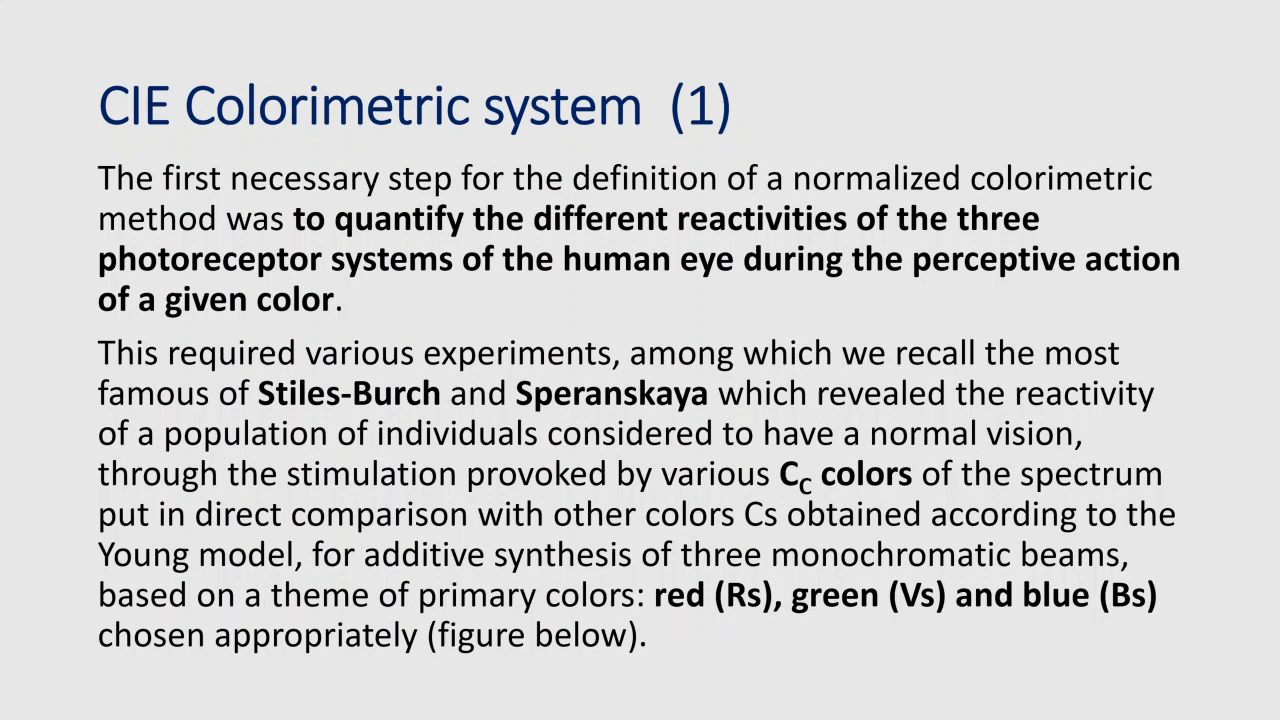 CIE Colorimetric system (1)
The first necessary step for the definition of a normalized colorimetric
method was to quantify the different reactivities of the three
photoreceptor systems of the human eye during the perceptive action
of a given color.
This required various experiments, among which we recall the most
famous of Stiles-Burch and Speranskaya which revealed the reactivity
of a population of individuals considered to have a normal vision,
through the stimulation provoked by various CC colors of the spectrum
put in direct comparison with other colors Cs obtained according to the
Young model, for additive synthesis of three monochromatic beams,
based on a theme of primary colors: red (Rs), green (Vs) and blue (Bs)
chosen appropriately (figure below).